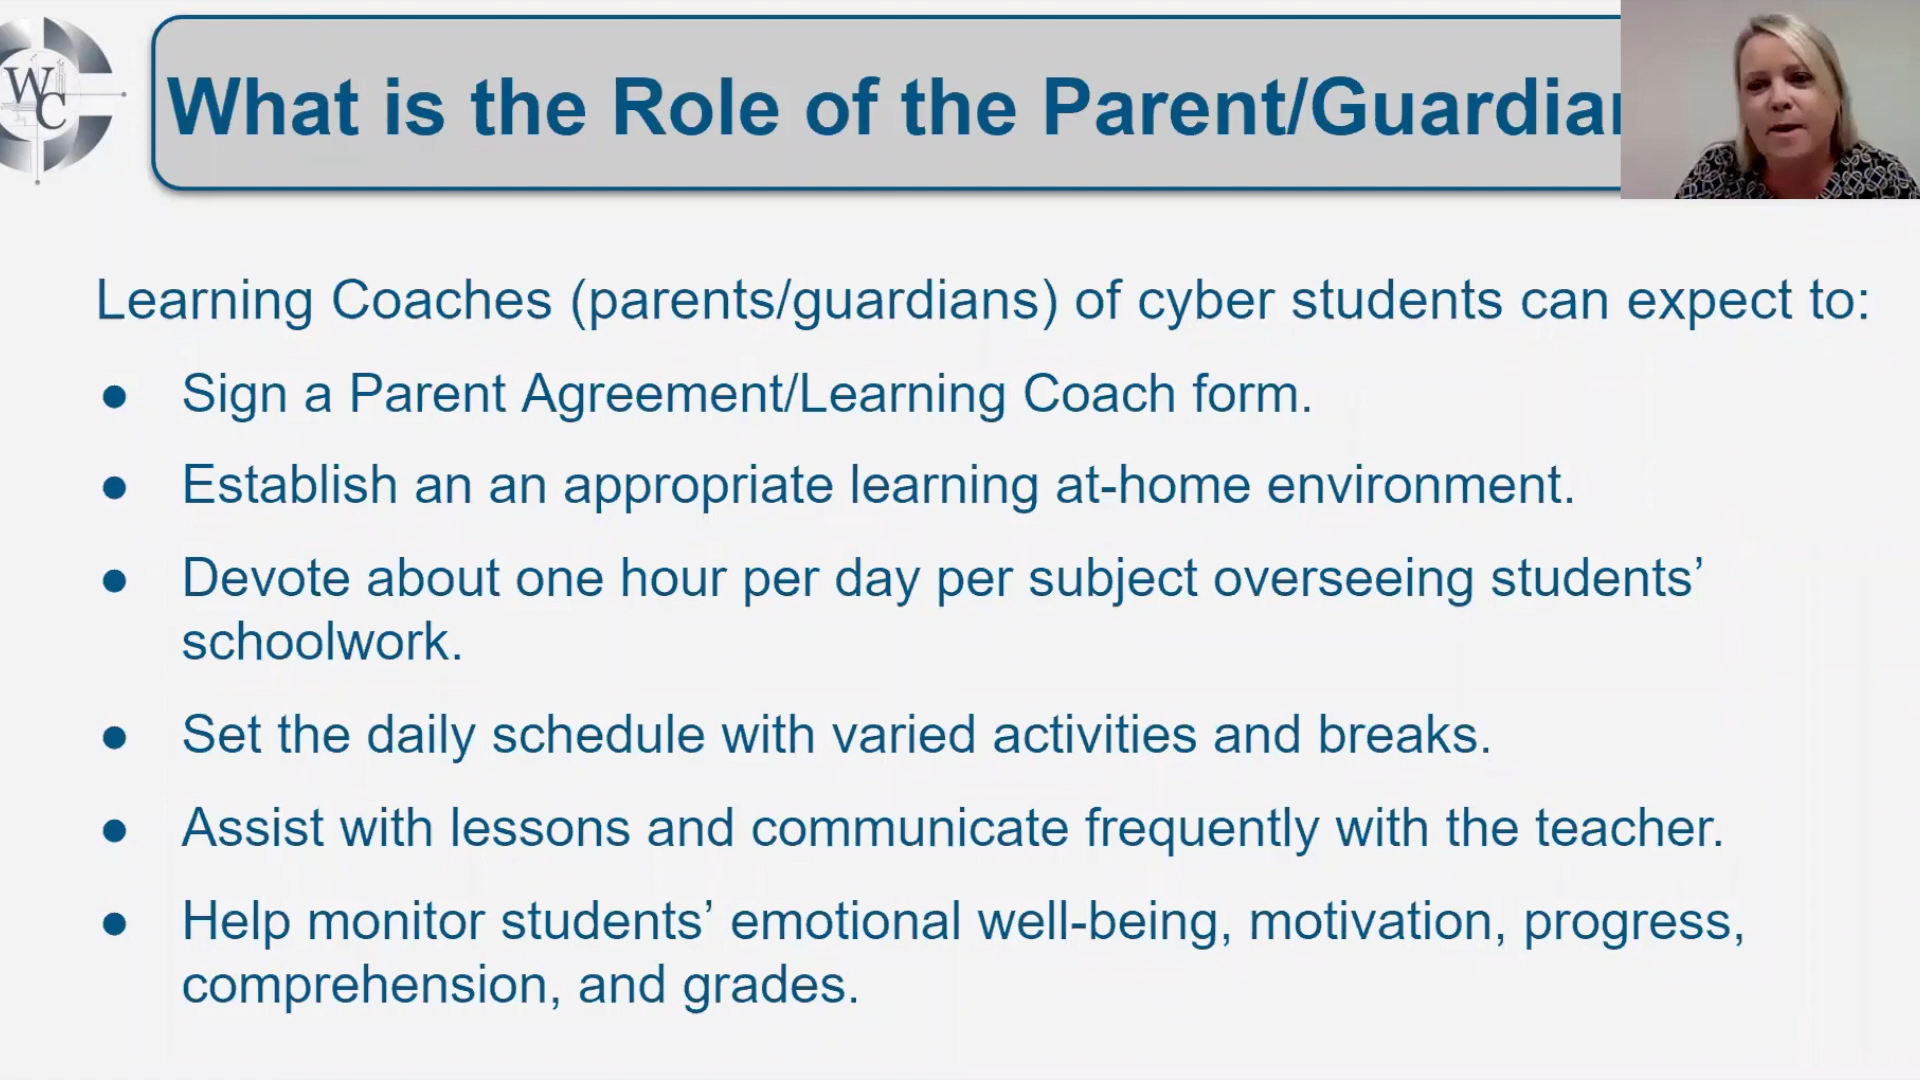 WC
What is the Role of the Parent/Guardian
Learning Coaches (parents/guardians) of cyber students can expect to:
● Sign a Parent Agreement/Learning Coach form.
● Establish an an appropriate learning at-home environment.
● Devote about one hour per day per subject overseeing students’
schoolwork.
● Set the daily schedule with varied activities and breaks.
● Assist with lessons and communicate frequently with the teacher.
● Help monitor students’ emotional well-being, motivation, progress,
comprehension, and grades.